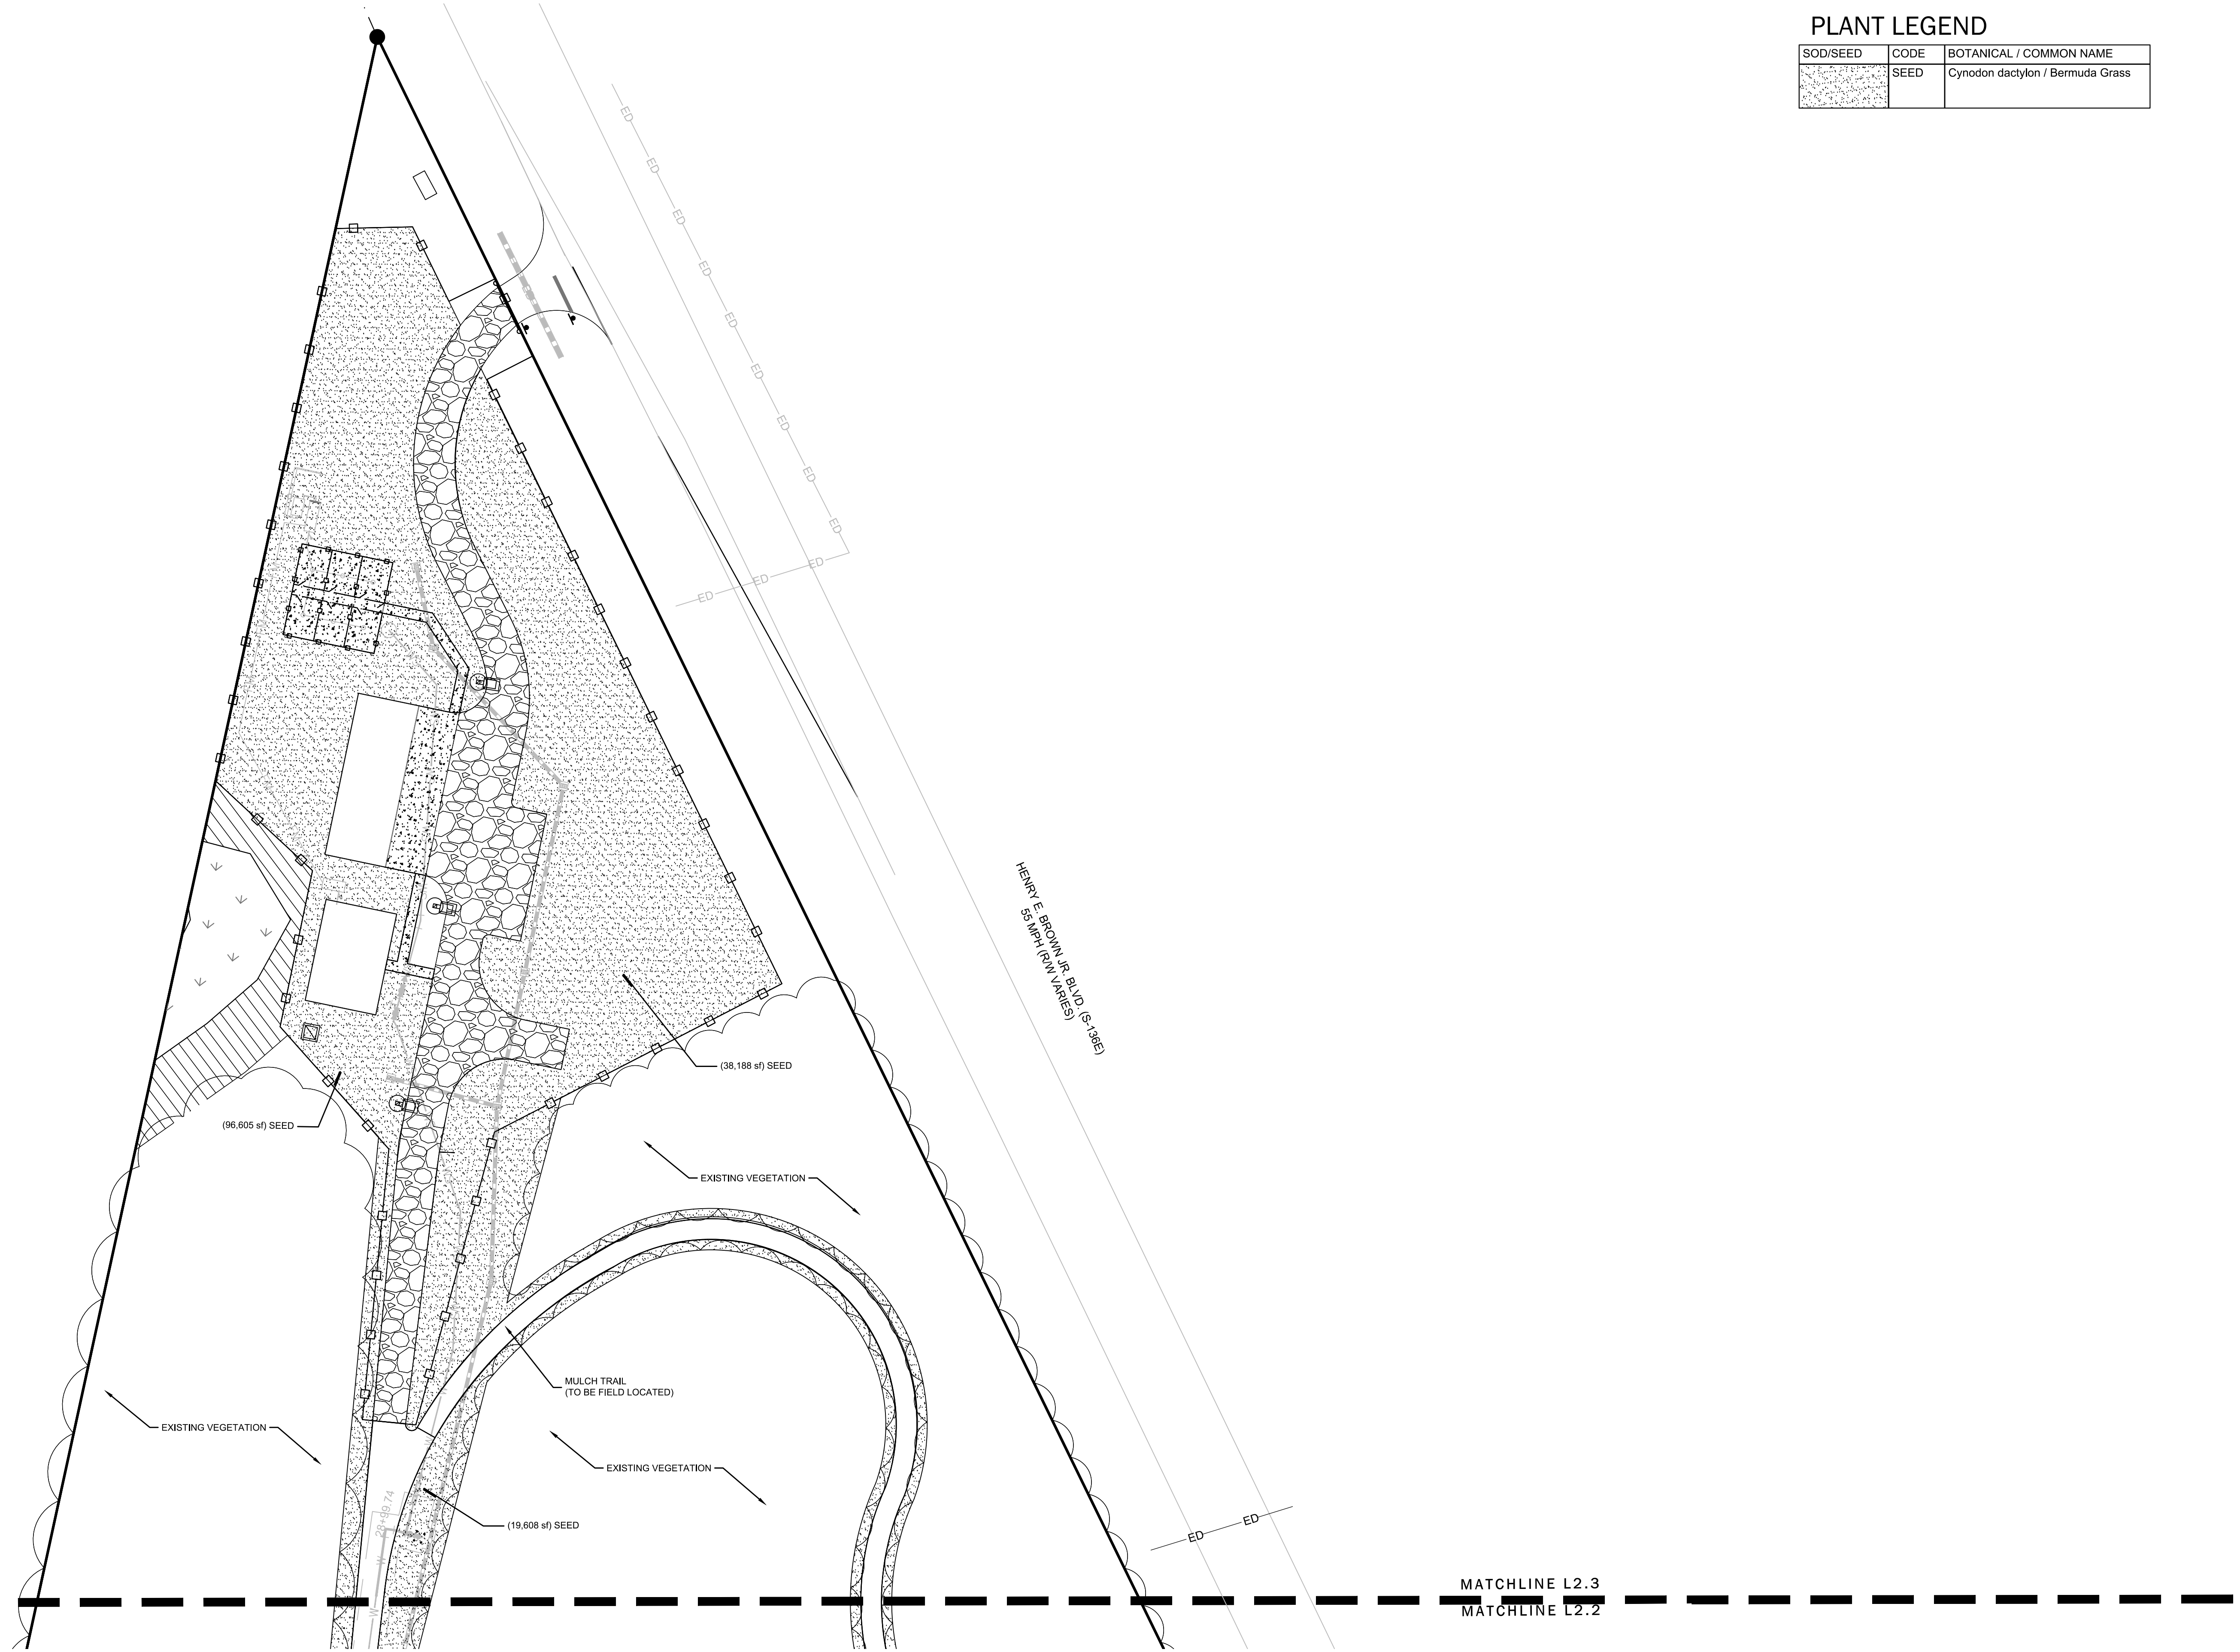 PLANT LEGEND
SOD/SEED CODE BOTANICAL / COMMON NAME
SEED Cynodon dactylon / Bermuda Grass
ED
ED
ED
ED
ED
ED
ED
ED
ED
ED
ED
ED
HENRY E. BROWN JR. BLVD. (S-136E)
55 MPH (R/W VARIES)
(38,188 sf) SEED
(96,605 sf) SEED
EXISTING VEGETATION
MULCH TRAIL
(TO BE FIELD LOCATED)
EXISTING VEGETATION
EXISTING VEGETATION
(19,608 sf) SEED
28+99.74
W
W
W
ED
ED
MATCHLINE L2.3
MATCHLINE L2.2